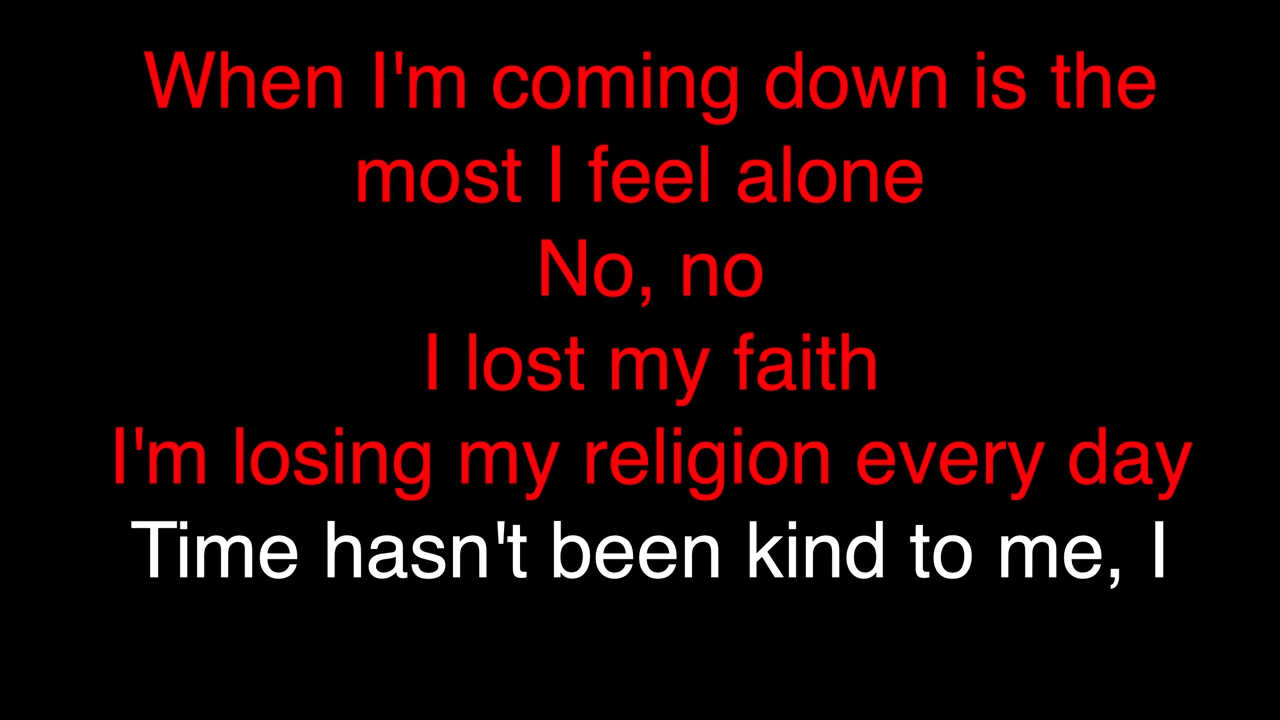 When I'm coming down is the
most I feel alone
No, no
I lost my faith
I'm losing my religion every day
Time hasn't been kind to me, I